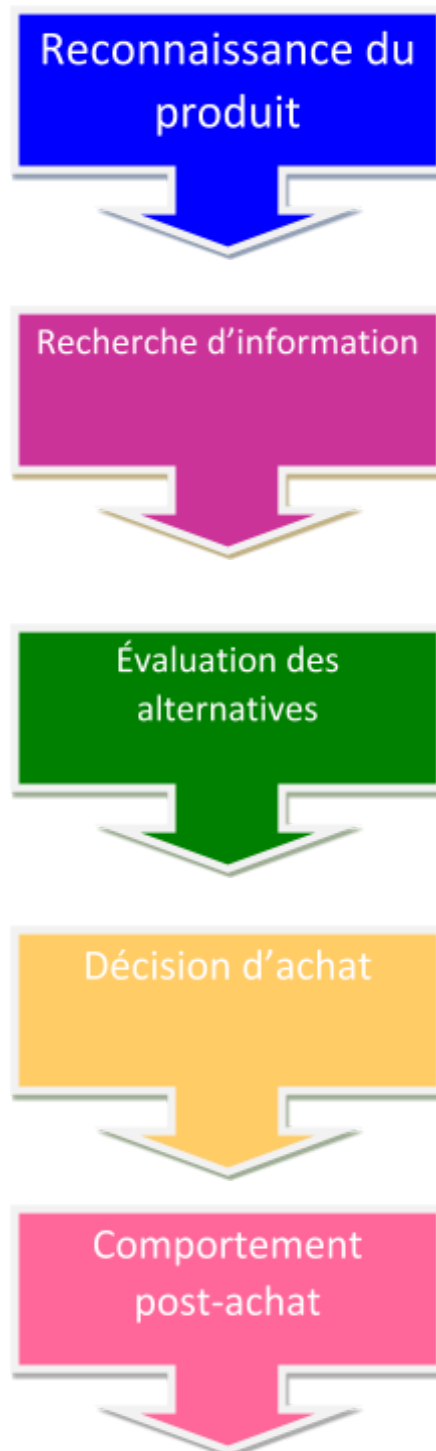 Reconnaissance du
produit
Recherche d’information
Évaluation des
alternatives
Décision d’achat
Comportement
post-achat